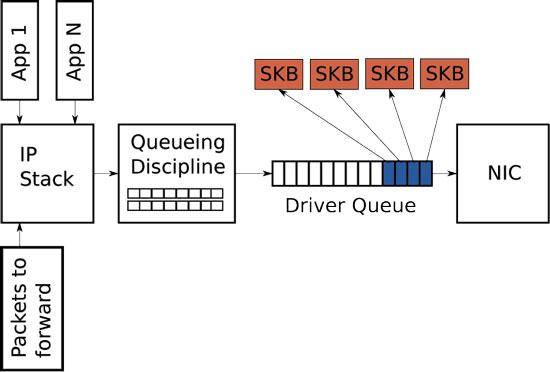 App 1
App N
SKB
SKB
SKB
SKB
IP
Stack
Queueing
Discipline
Driver Queue
NIC
Packets to
forward